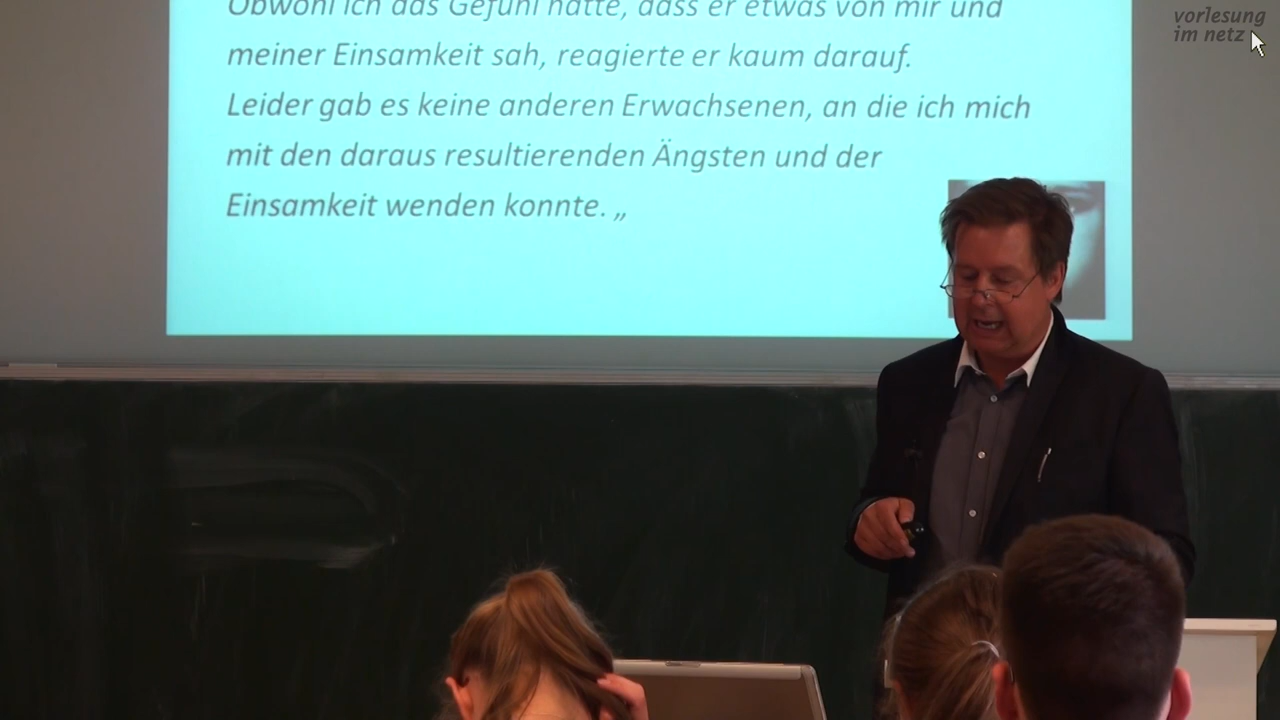 Obwohl ich das Gefühl hatte, dass er etwas von mir und
meiner Einsamkeit sah, reagierte er kaum darauf.
Leider gab es keine anderen Erwachsenen, an die ich mich
mit den daraus resultierenden Ängsten und der
Einsamkeit wenden konnte. „
vorlesung
im netz